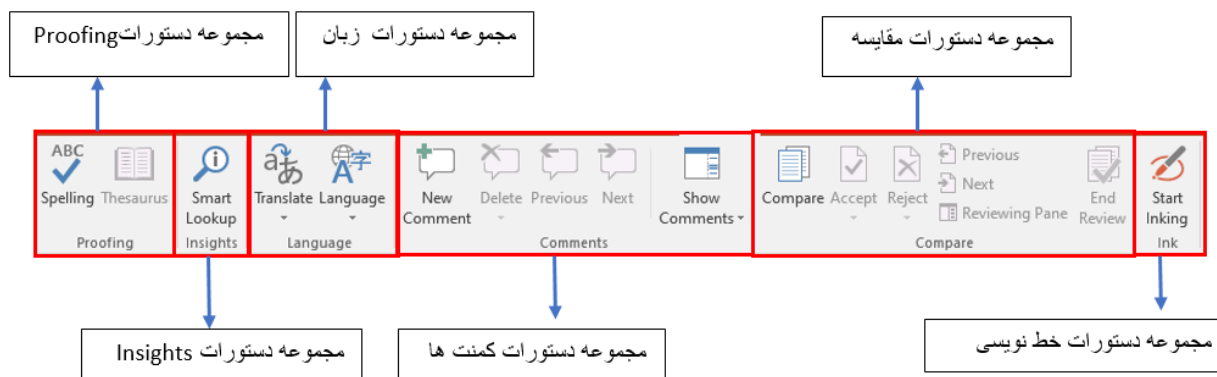 مجموعه دستوراتProofing
مجموعه دستورات زبان
مجموعه دستورات مقایسه
ABC
Spelling
Thesaurus
Proofing
Smart
Lookup
Insights
Translate
Language
Language
New
Comment
Delete
Previous
Next
Show
Comments
Comments
Compare
Accept
Reject
Previous
Next
Reviewing Pane
End
Review
Compare
Start
Inking
Ink
مجموعه دستورات Insights
مجموعه دستورات کمنت ها
مجموعه دستورات خط نویسی